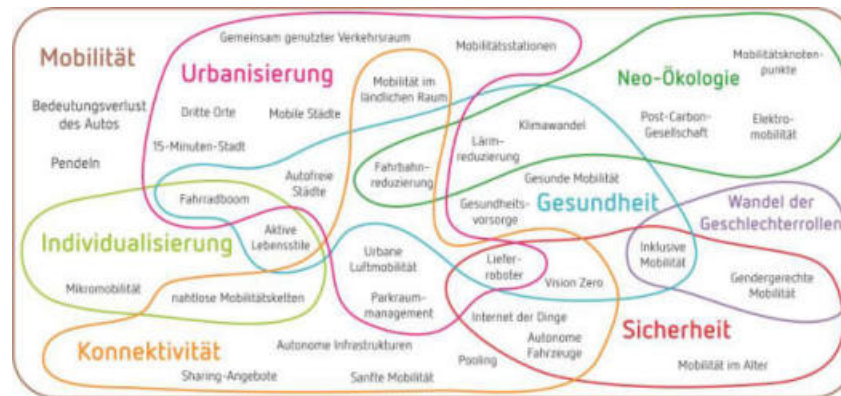 Mobilität
Bedeutungsverlust
des Autos
Pendeln
Urbanisierung
Gemeinsam genutzter Verkehrsraum
Mobilitätsstationen
Dritte Orte
Mobile Städte
15-Minuten-Stadt
Mobilität im
ländlichen Raum
Fahrradboom
Autofreie
Städte
Fahrbahn-
reduzierung
Lärm-
reduzierung
Klimawandel
Neo-Ökologie
Mobilitätsknoten-
punkte
Post-Carbon-
Gesellschaft
Elektro-
mobilität
Gesunde Mobilität
Gesundheits-
vorsorge
Gesundheit
Wandel der
Geschlechterrollen
Inklusive
Mobilität
Gendergerechte
Mobilität
Individualisierung
Aktive
Lebensstile
Mikromobilität
nahtlose Mobilitätsketten
Urbane
Luftmobilität
Parkraum-
management
Liefer-
roboter
Vision Zero
Internet der Dinge
Autonome
Fahrzeuge
Sicherheit
Mobilität im Alter
Konnektivität
Autonome Infrastrukturen
Pooling
Sharing-Angebote
Sanfte Mobilität